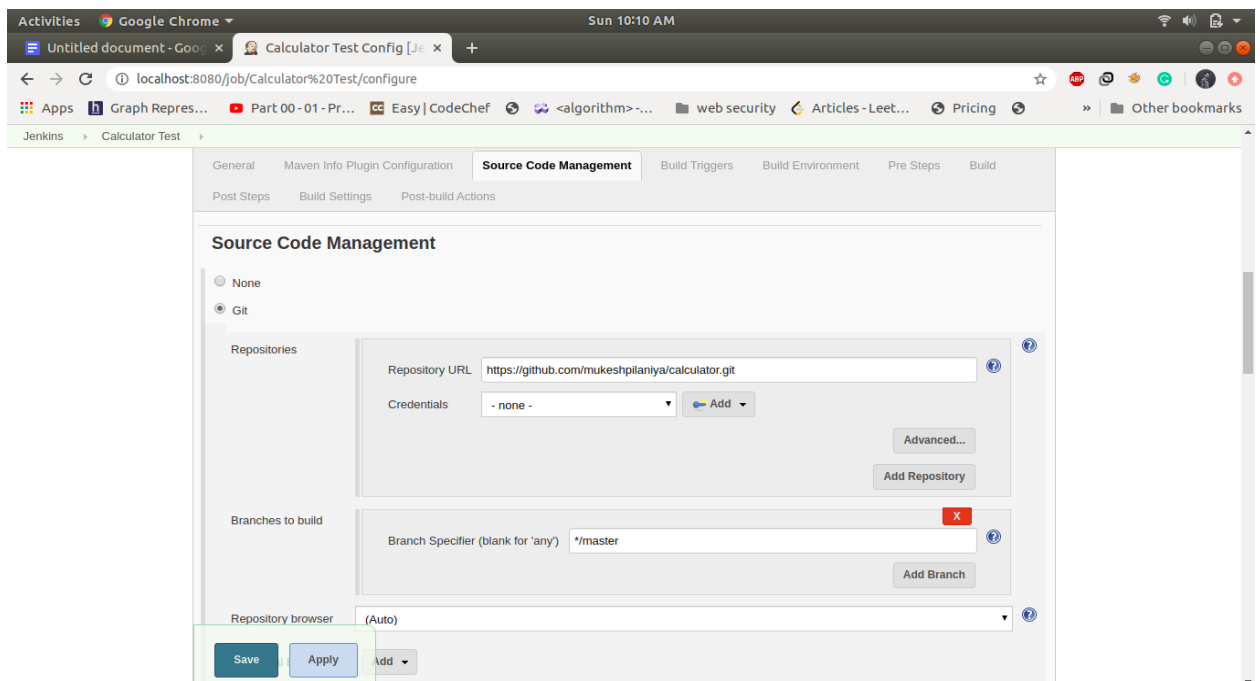 Activities Google Chrome Sun 10:10 AM
Untitled document - Goog Calculator Test Config [Je
localhost:8080/job/Calculator%20Test/configure ABP
Apps h Graph Repres... Part 00 - 01 - Pr... CC Easy | CodeChef <algorithm> -... web security Articles - Leet... Pricing » Other bookmarks
Jenkins Calculator Test
General Maven Info Plugin Configuration Source Code Management Build Triggers Build Environment Pre Steps Build
Post Steps Build Settings Post-build Actions
Source Code Management
None
Git
Repositories
Repository URL https://github.com/mukeshpilaniya/calculator.git
Credentials - none - Add
Advanced...
Add Repository
Branches to build X
Branch Specifier (blank for 'any') */master
Add Branch
Repository browser (Auto)
Save Apply Add